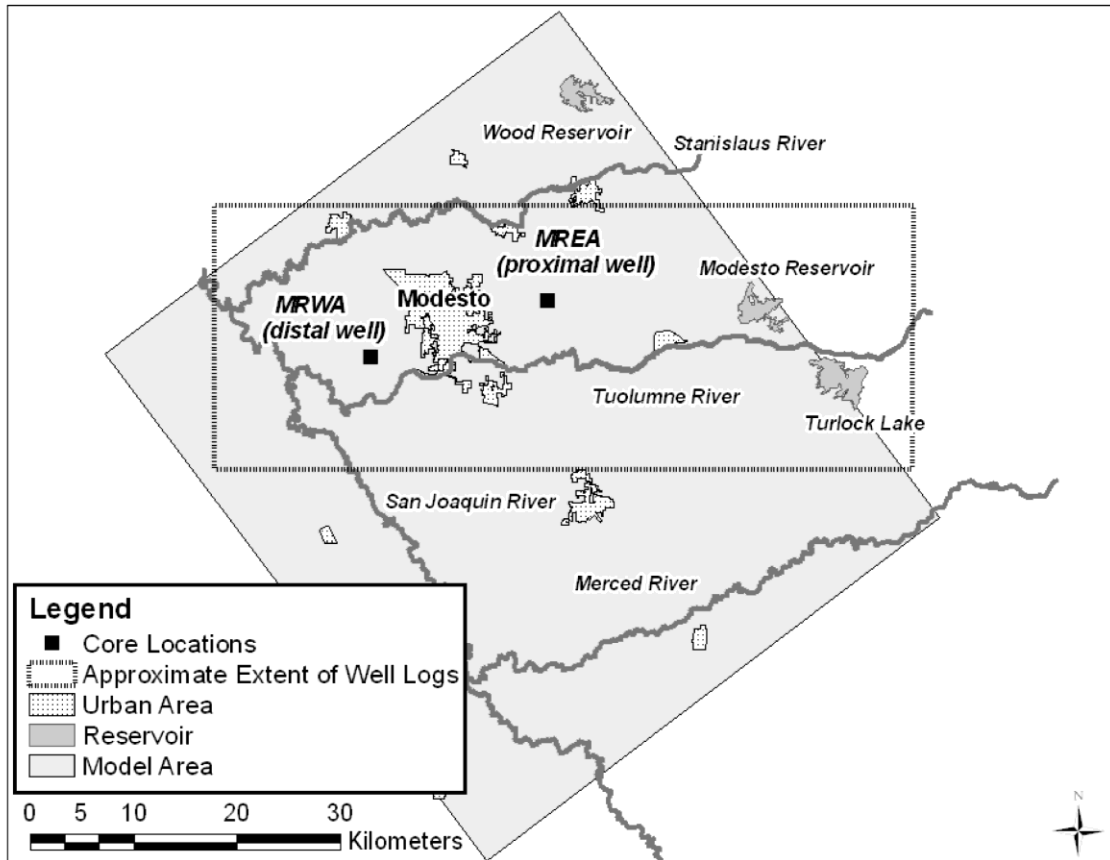 Wood Reservoir
Stanislaus River
MREA
(proximal well)
Modesto Reservoir
MRWA
(distal well)
Modesto
Tuolumne River
Turlock Lake
San Joaquin River
Merced River
Legend
Core Locations
Approximate Extent of Well Logs
Urban Area
Reservoir
Model Area
0 5 10 20 30
Kilometers
N